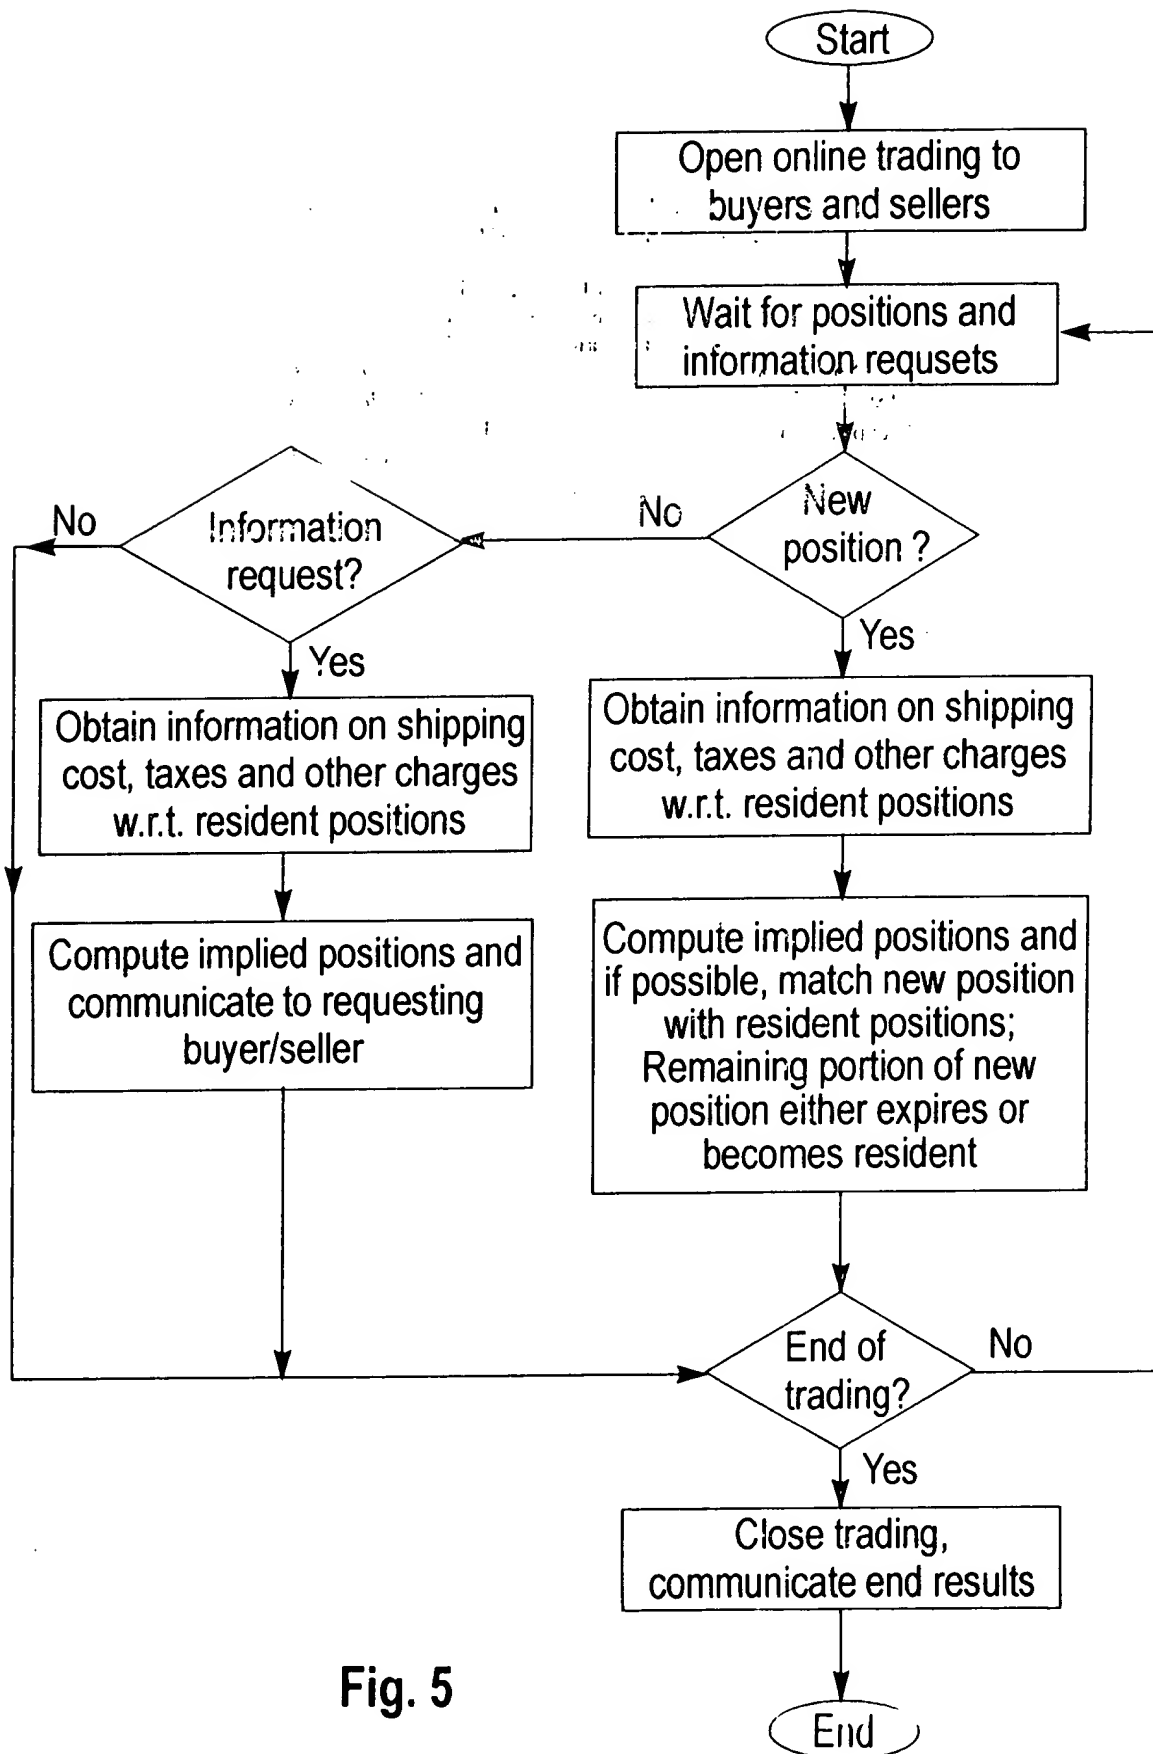 Start
Open online trading to
buyers and sellers
Wait for positions and
information requsets
New
position ?
No
Yes
Information
request?
No
Yes
Obtain information on shipping
cost, taxes and other charges
w.r.t. resident positions
Compute implied positions and
communicate to requesting
buyer/seller
Obtain information on shipping
cost, taxes and other charges
w.r.t. resident positions
Compute implied positions and
if possible, match new position
with resident positions;
Remaining portion of new
position either expires or
becomes resident
End of
trading?
No
Yes
Close trading,
communicate end results
End
Fig. 5